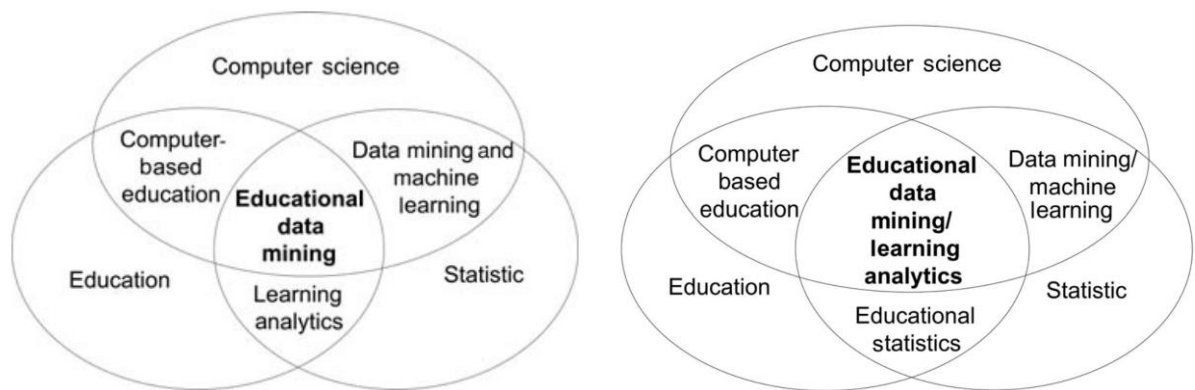 Computer science
Computer-
based
education
Data mining and
machine
learning
Educational
data
mining
Education
Statistic
Learning
analytics
Computer science
Computer
based
education
Educational
data
mining/
learning
analytics
Data mining/
machine
learning
Education
Statistic
Educational
statistics